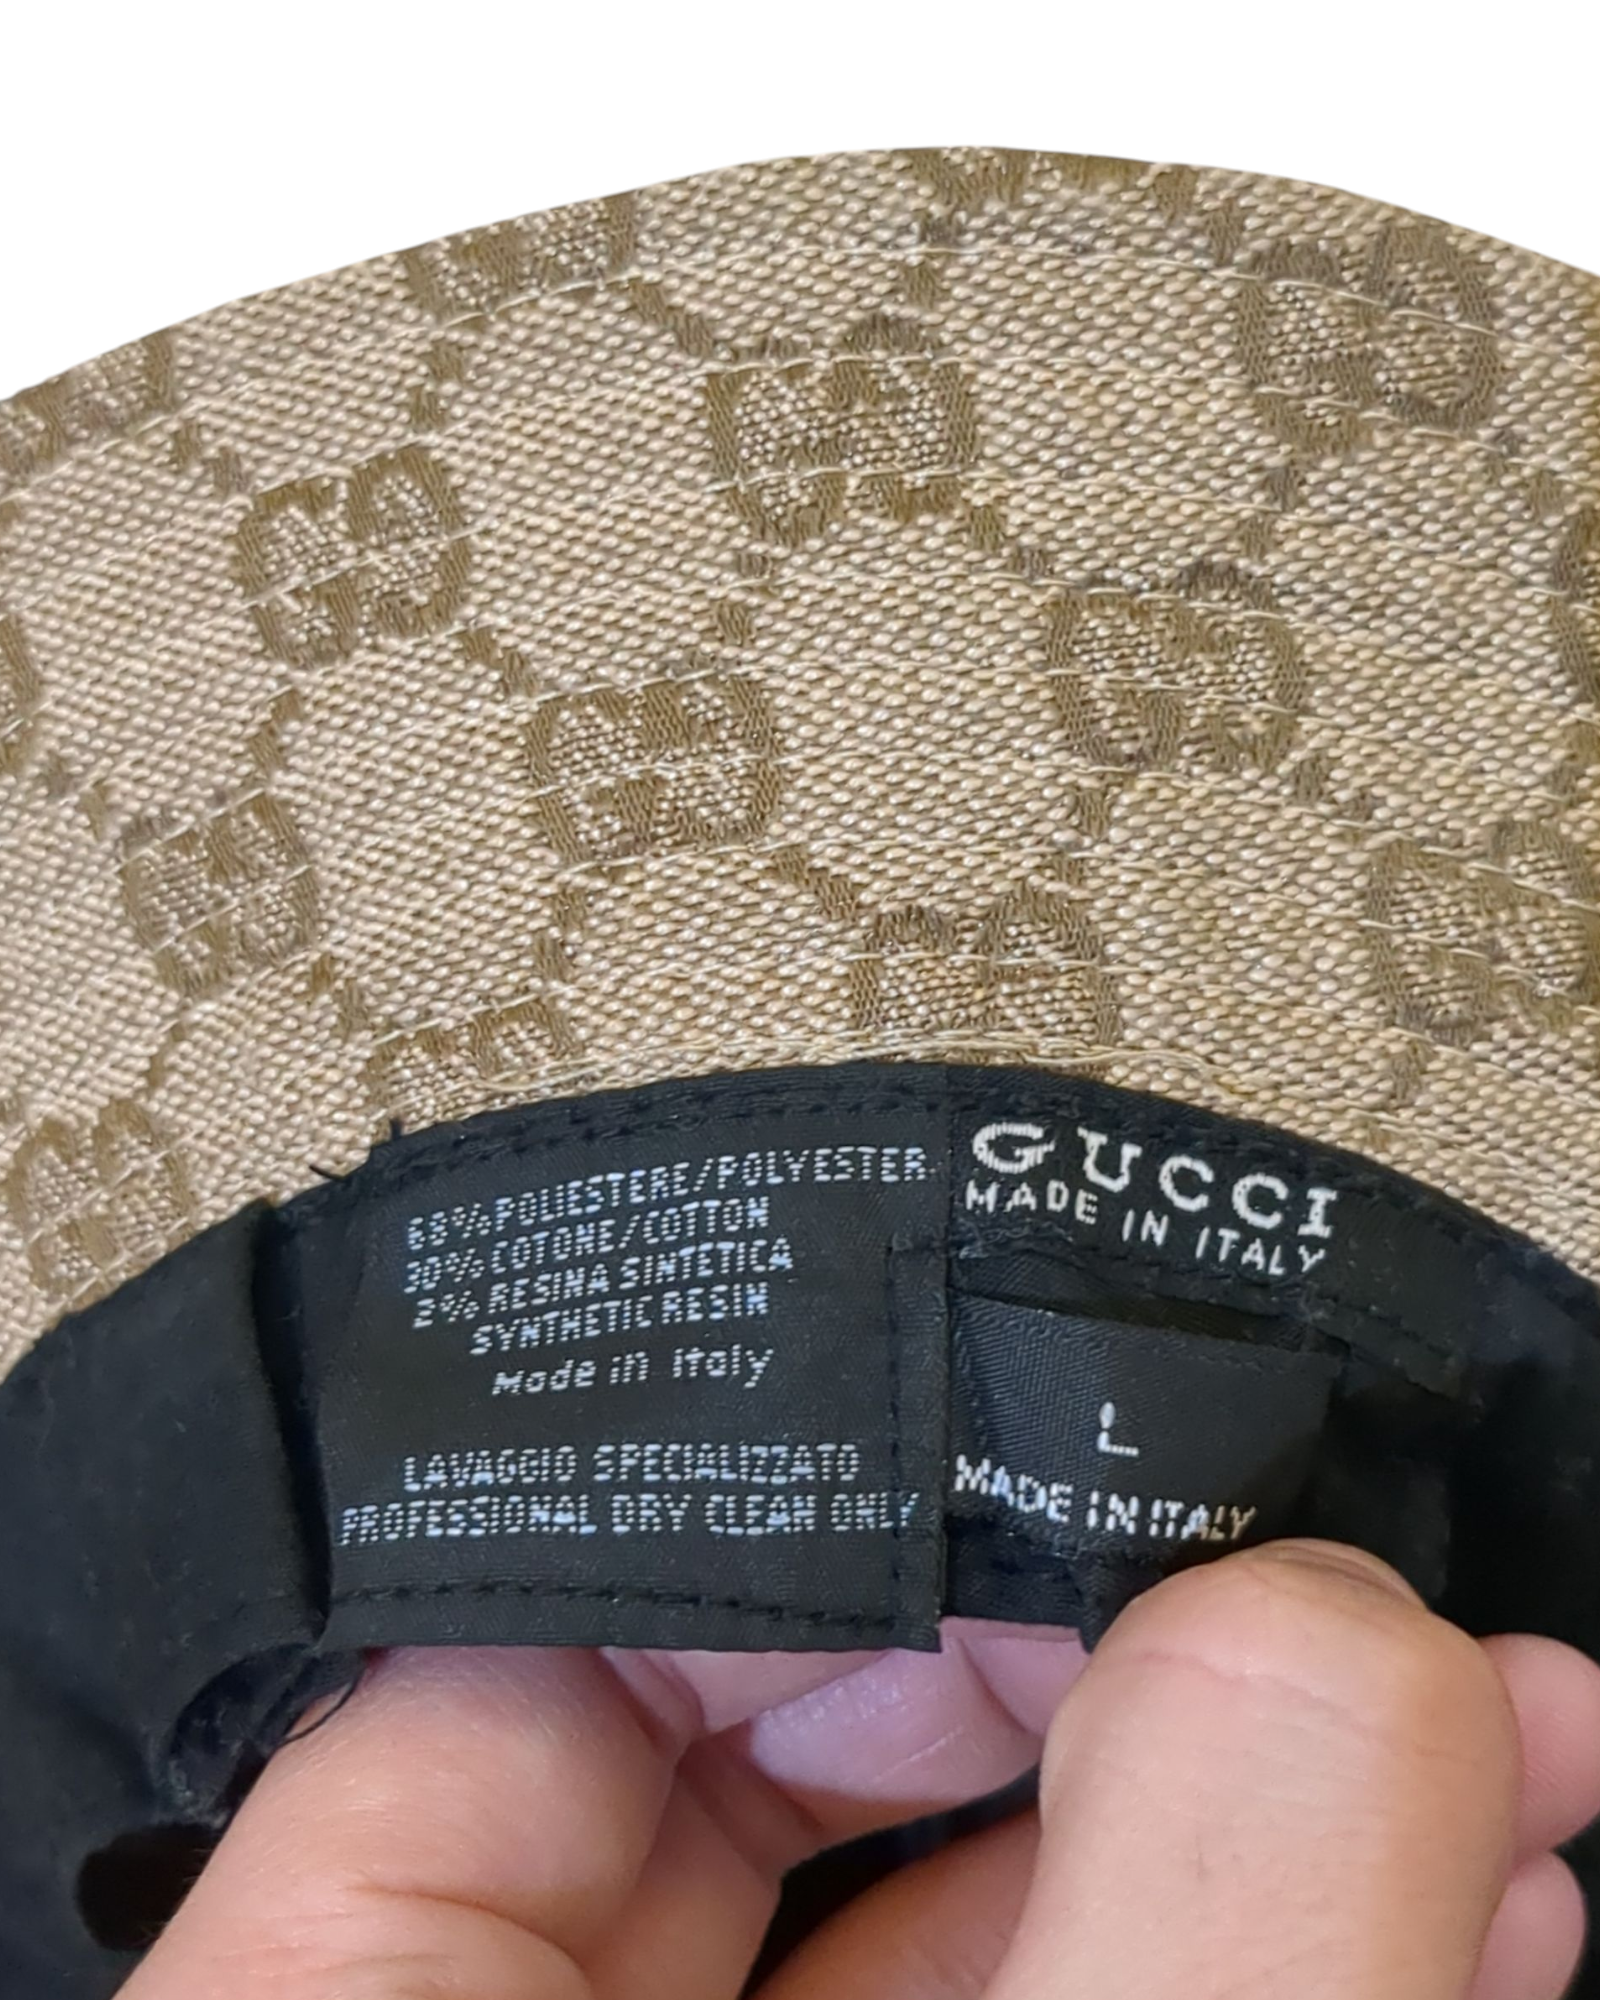 68%POLIESTERE/POLYESTER
30%COTONE/COTTON
2% RESINA SINTETICA
SYNTHETIC RESIN
Made in Italy
LAVAGGIO SPECIALIZZATO
PROFESSIONAL DRY CLEAN ONLY
GUCCI
MADE IN ITALY
L
MADE IN ITALY